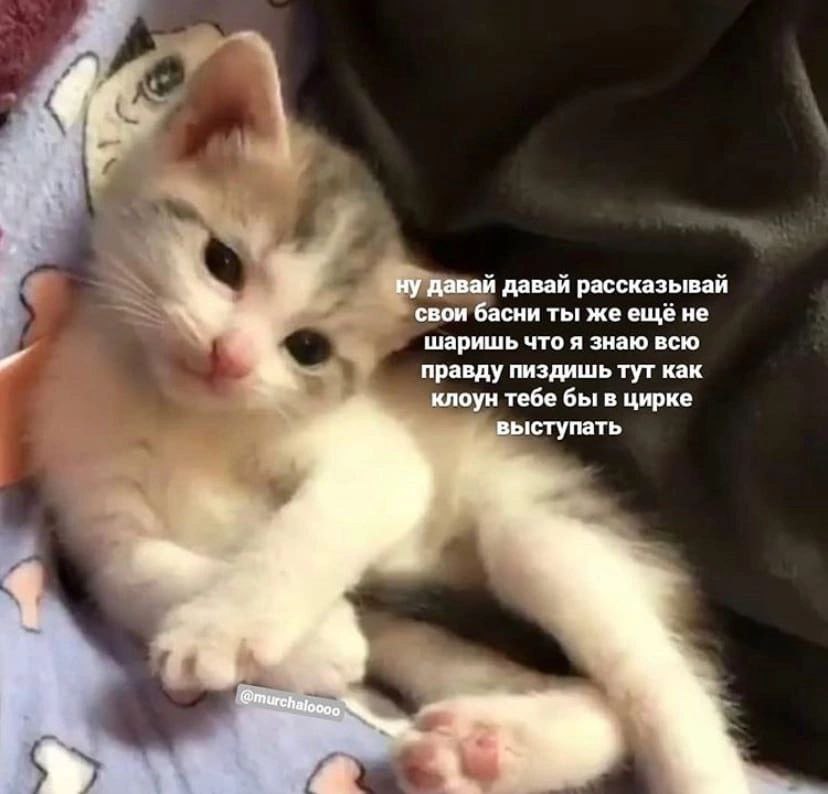 ну давай давай рассказывай
свои басни ты же ещё не
шаришь что я знаю всю
правду пиздишь тут как
клоун тебе бы в цирке
выступать
@murchaloooo